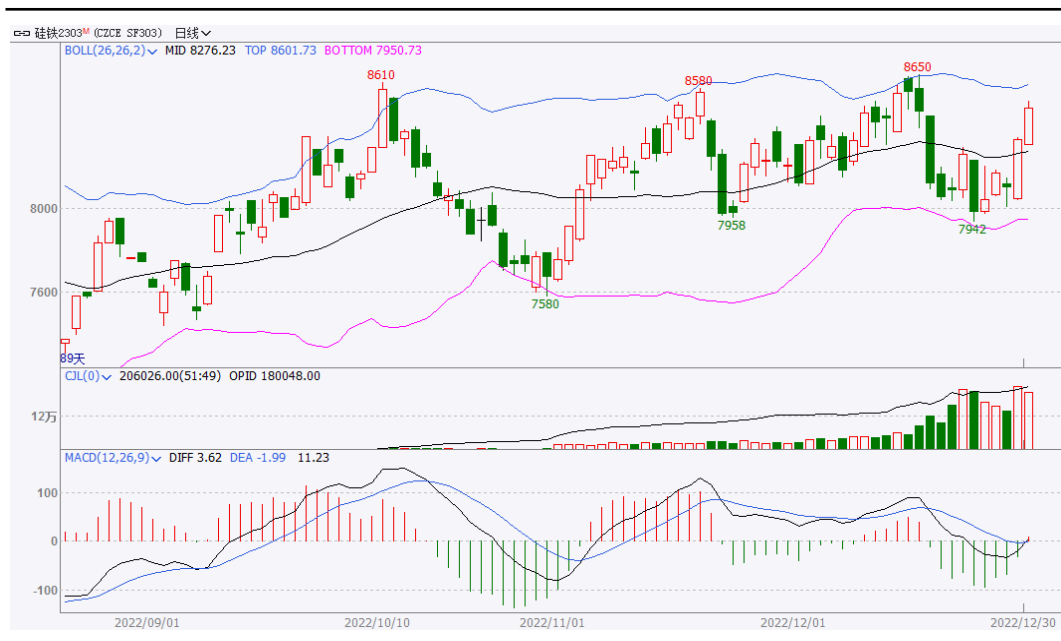 硅铁2303ᴹ (CZCE SF303) 日线
BOLL(26,26,2) MID 8276.23 TOP 8601.73 BOTTOM 7950.73
8610
8580
8650
8000
7958
7942
7600
7580
89天
CJL(0) 206026.00(51:49) OPID 180048.00
12万
MACD(12,26,9) DIFF 3.62 DEA -1.99 11.23
100
0
-100
2022/09/01 2022/10/10 2022/11/01 2022/12/01 2022/12/30